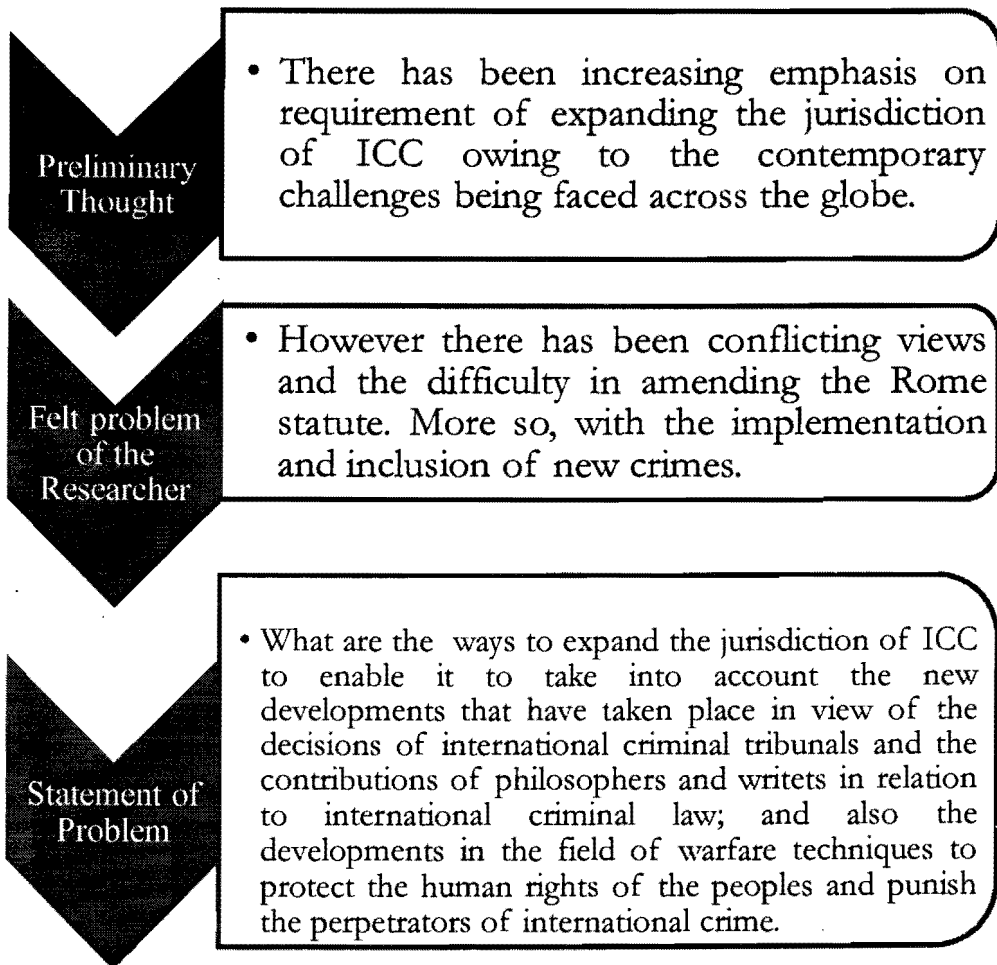 Preliminary
Thought
• There has been increasing emphasis on
requirement of expanding the jurisdiction
of ICC owing to the contemporary
challenges being faced across the globe.
Felt problem
of the
Researcher
• However there has been conflicting views
and the difficulty in amending the Rome
statute. More so, with the implementation
and inclusion of new crimes.
Statement of
Problem
• What are the ways to expand the jurisdiction of ICC
to enable it to take into account the new
developments that have taken place in view of the
decisions of international criminal tribunals and the
contributions of philosophers and writets in relation
to international criminal law; and also the
developments in the field of warfare techniques to
protect the human rights of the peoples and punish
the perpetrators of international crime.